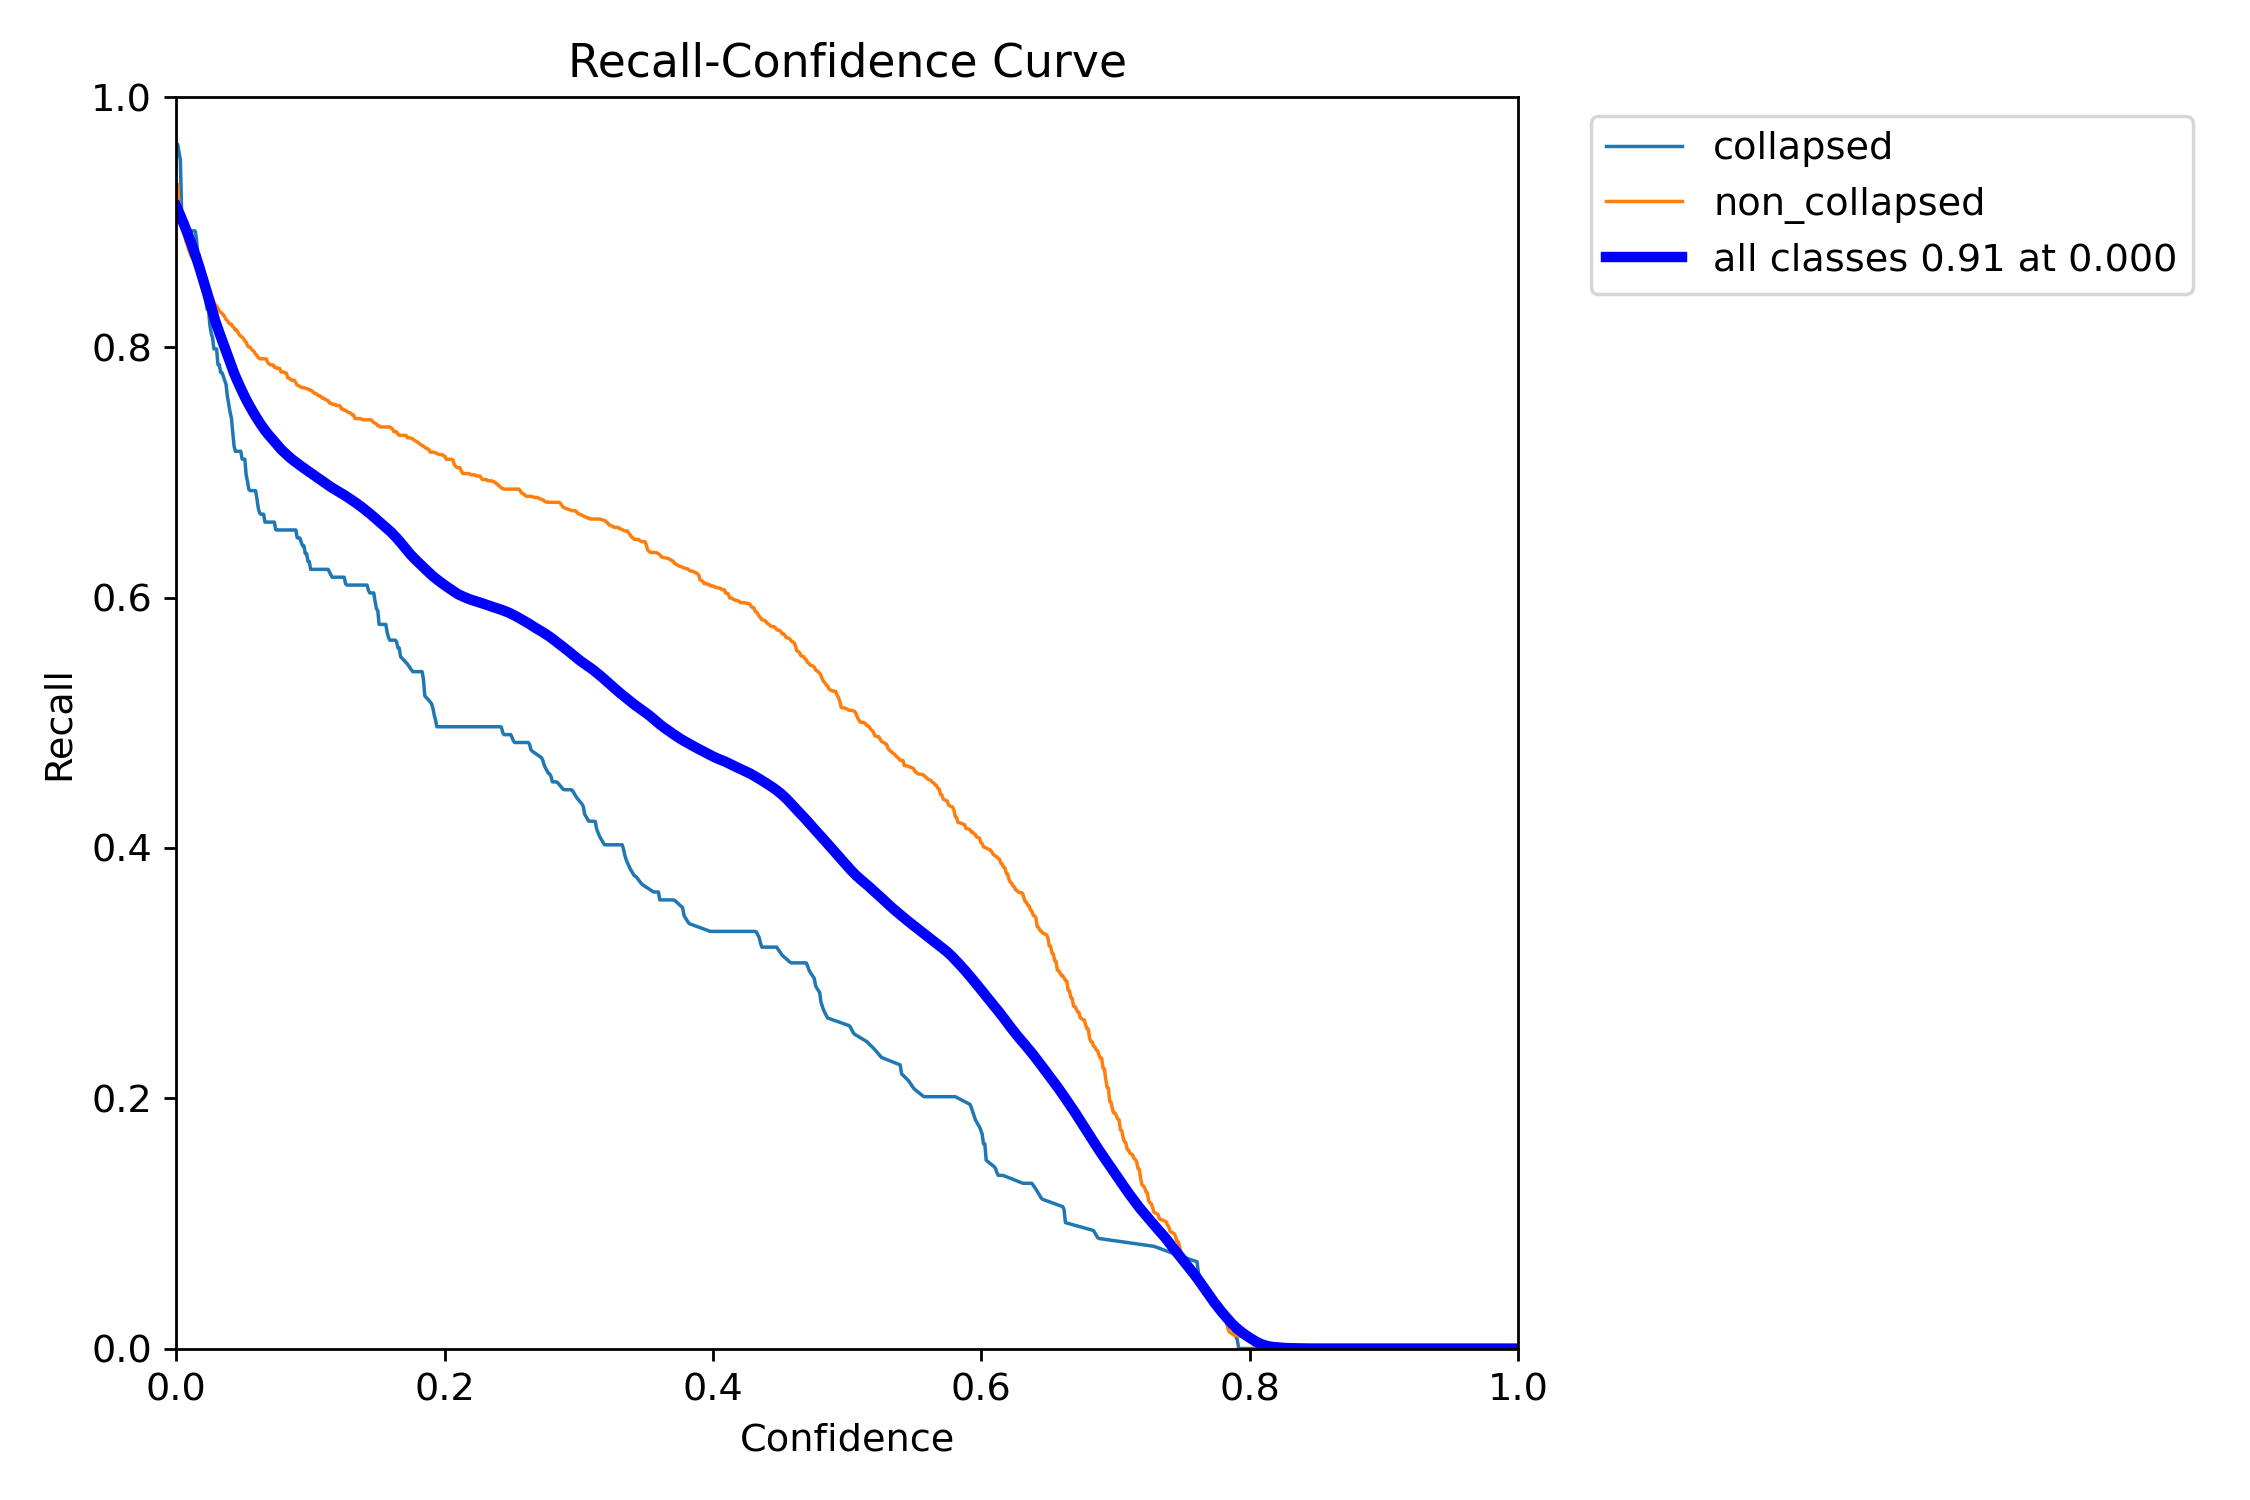 Recall-Confidence Curve
1.0
0.8
0.6
0.4
0.2
0.0
Recall
0.0 0.2 0.4 0.6 0.8 1.0
Confidence
collapsed
non_collapsed
all classes 0.91 at 0.000